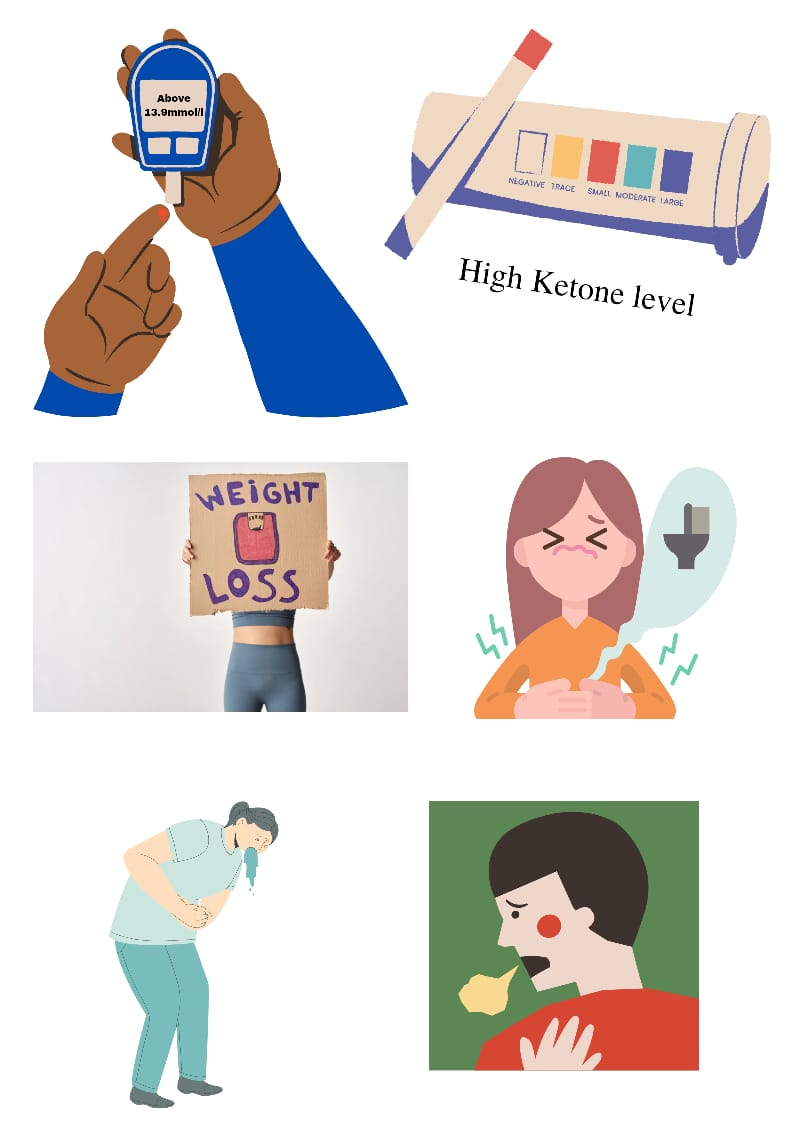 Above
13.9mmol/l
NEGATIVE TRACE SMALL MODERATE LARGE
High Ketone level
WEIGHT
LOSS